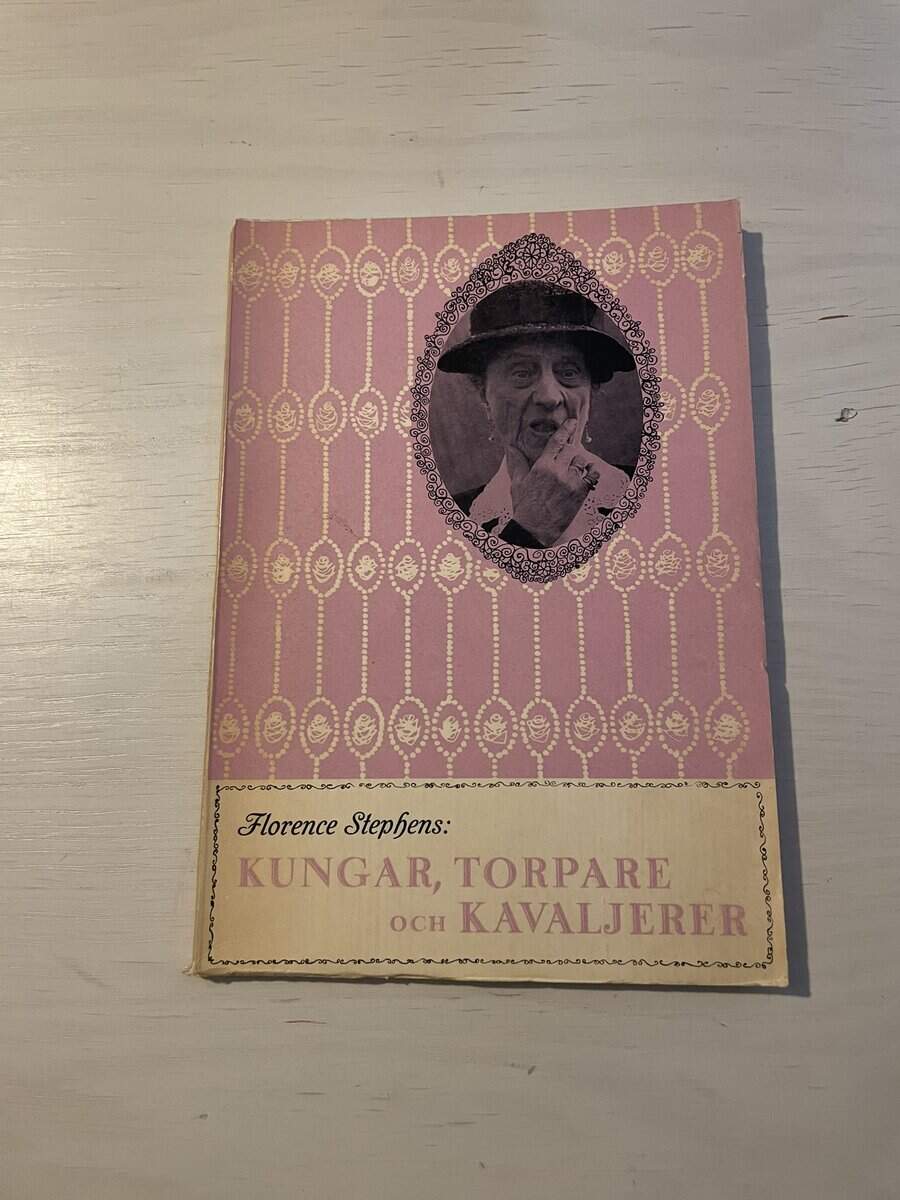 Florence Stephens:
KUNGAR, TORPARE
OCH KAVALJERER